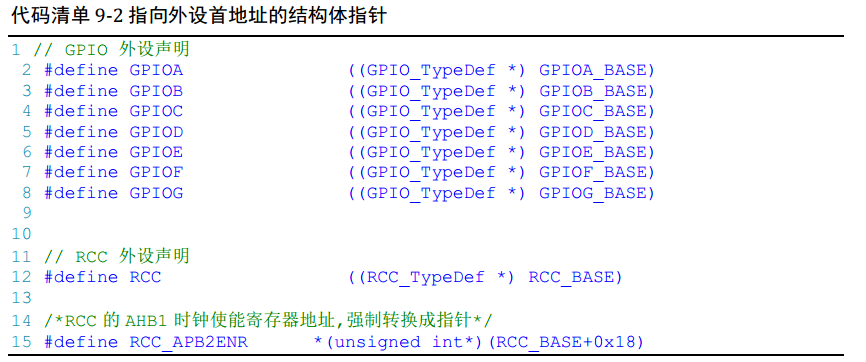 代码清单 9-2 指向外设首地址的结构体指针
1 // GPIO 外设声明
2 #define GPIOA ((GPIO_TypeDef *) GPIOA_BASE)
3 #define GPIOB ((GPIO_TypeDef *) GPIOB_BASE)
4 #define GPIOC ((GPIO_TypeDef *) GPIOC_BASE)
5 #define GPIOD ((GPIO_TypeDef *) GPIOD_BASE)
6 #define GPIOE ((GPIO_TypeDef *) GPIOE_BASE)
7 #define GPIOF ((GPIO_TypeDef *) GPIOF_BASE)
8 #define GPIOG ((GPIO_TypeDef *) GPIOG_BASE)
9
10
11 // RCC 外设声明
12 #define RCC ((RCC_TypeDef *) RCC_BASE)
13
14 /*RCC 的 AHB1 时钟使能寄存器地址,强制转换成指针*/
15 #define RCC_APB2ENR *(unsigned int*)(RCC_BASE+0x18)